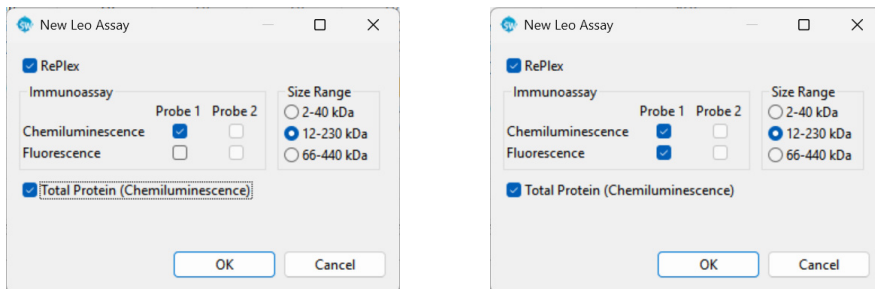 New Leo Assay
RePlex
Immunoassay
Probe 1 Probe 2
Chemiluminescence
Fluorescence
Size Range
2-40 kDa
12-230 kDa
66-440 kDa
Total Protein (Chemiluminescence)
OK Cancel
New Leo Assay
RePlex
Immunoassay
Probe 1 Probe 2
Chemiluminescence
Fluorescence
Size Range
2-40 kDa
12-230 kDa
66-440 kDa
Total Protein (Chemiluminescence)
OK Cancel